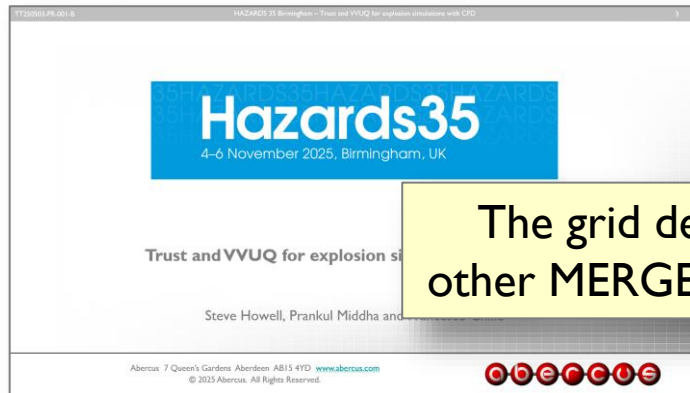 TT250503.PR.001-B HAZARDS 35 Birmingham – Trust and VVUQ for explosion simulations with CFD 3
Hazards35
4–6 November 2025, Birmingham, UK
The grid de
other MERGE
Trust and VVUQ for explosion si
Steve Howell, Prankul Middha and
Abercus 7 Queen's Gardens Aberdeen AB15 4YD www.abercus.com
© 2025 Abercus. All Rights Reserved.
abercus